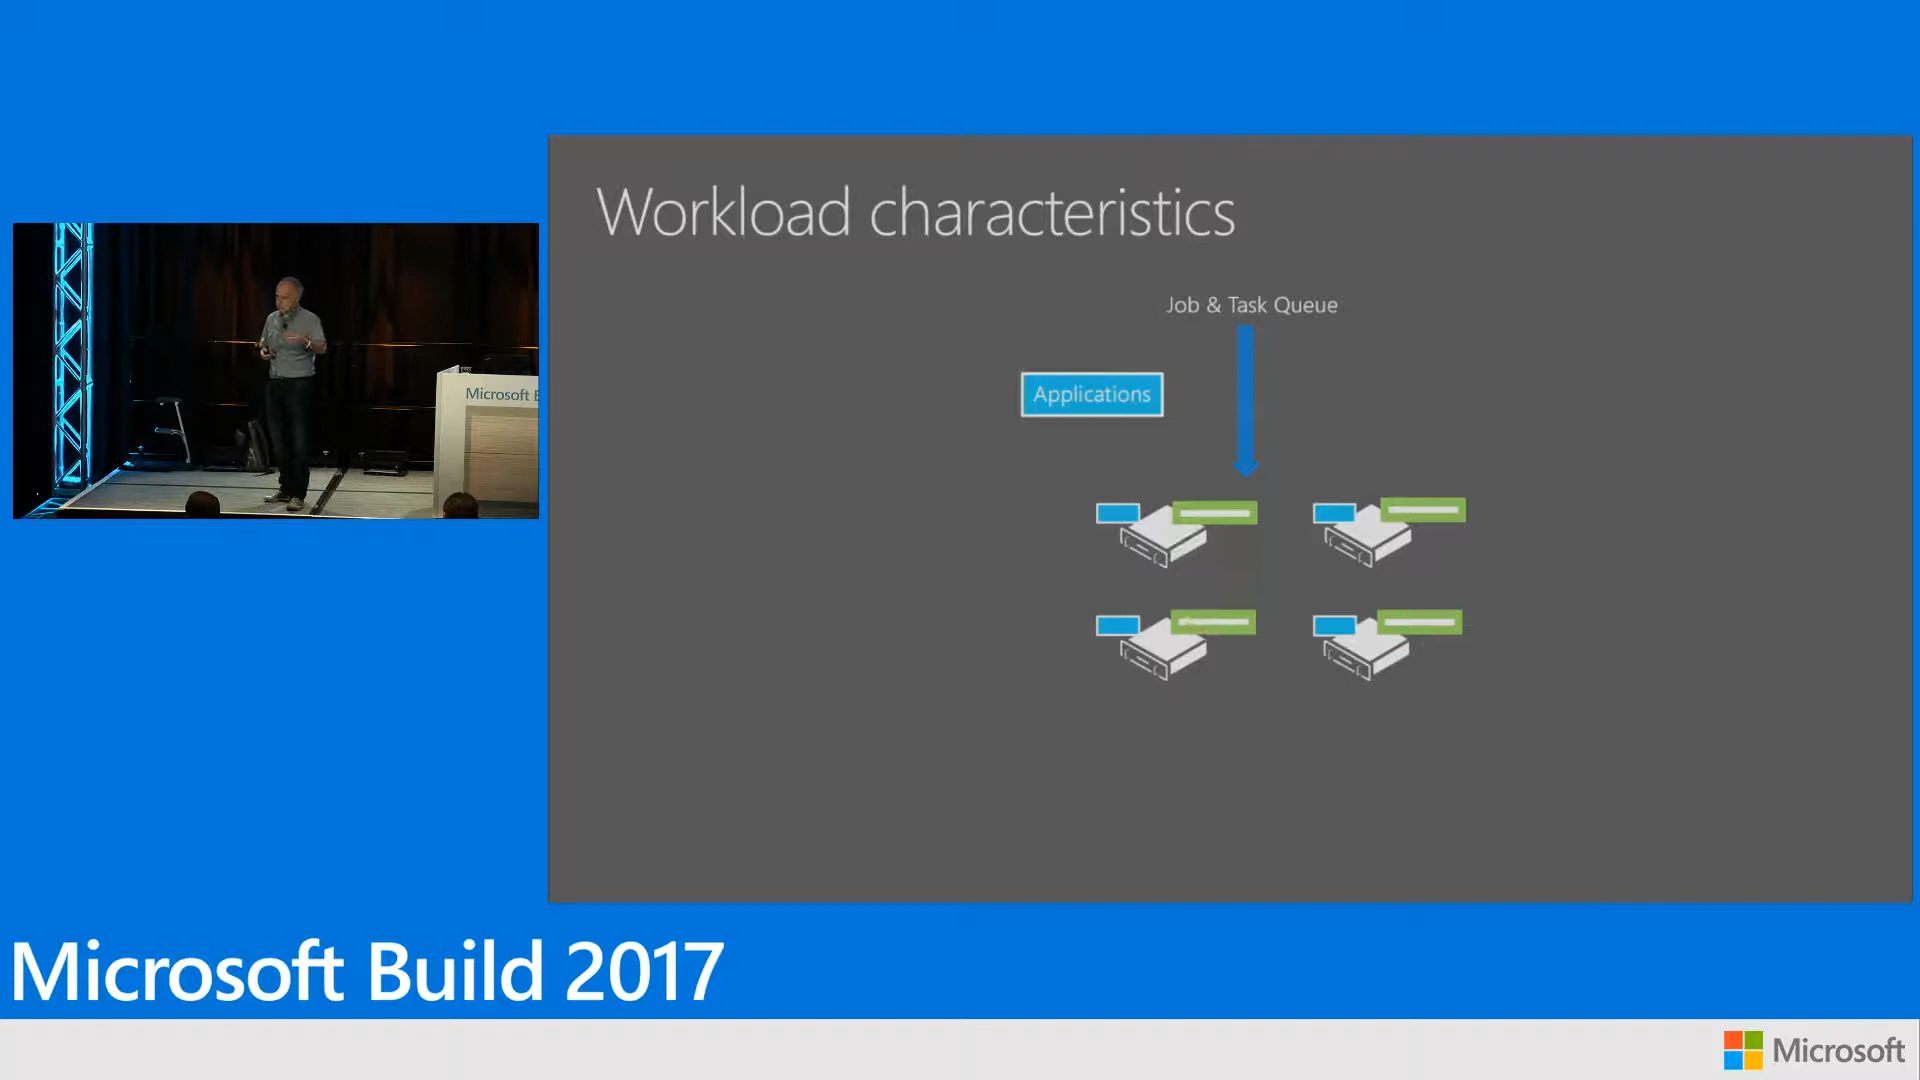 Workload characteristics
Job & Task Queue
Applications
Microsoft B
Microsoft Build 2017
Microsoft